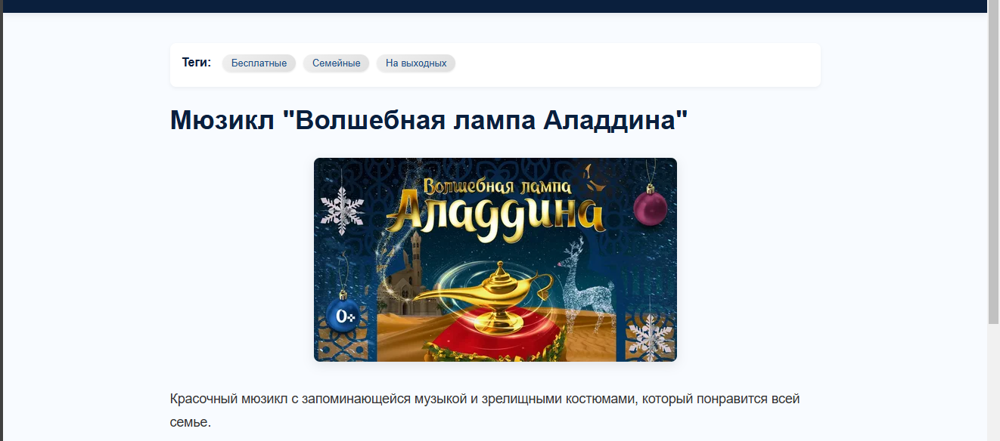 Теги: Бесплатные Семейные На выходных
Мюзикл "Волшебная лампа Аладдина"
Волшебная лампа
Аладдина
0+
Красочный мюзикл с запоминающейся музыкой и зрелищными костюмами, который понравится всей
семье.